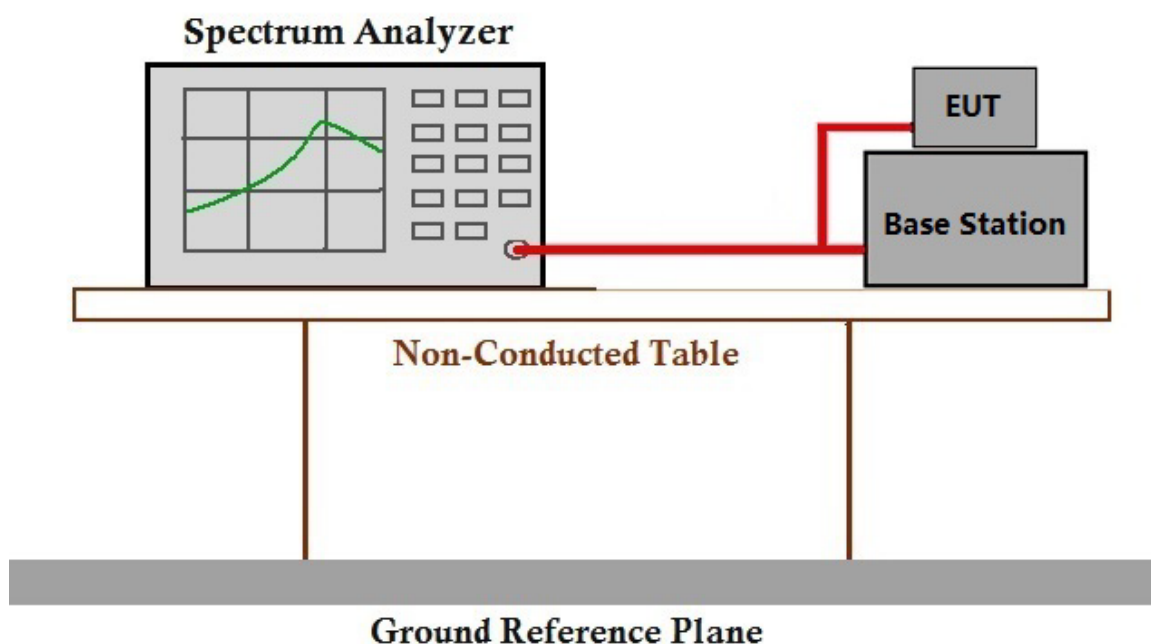 Spectrum Analyzer
EUT
Base Station
Non-Conducted Table
Ground Reference Plane